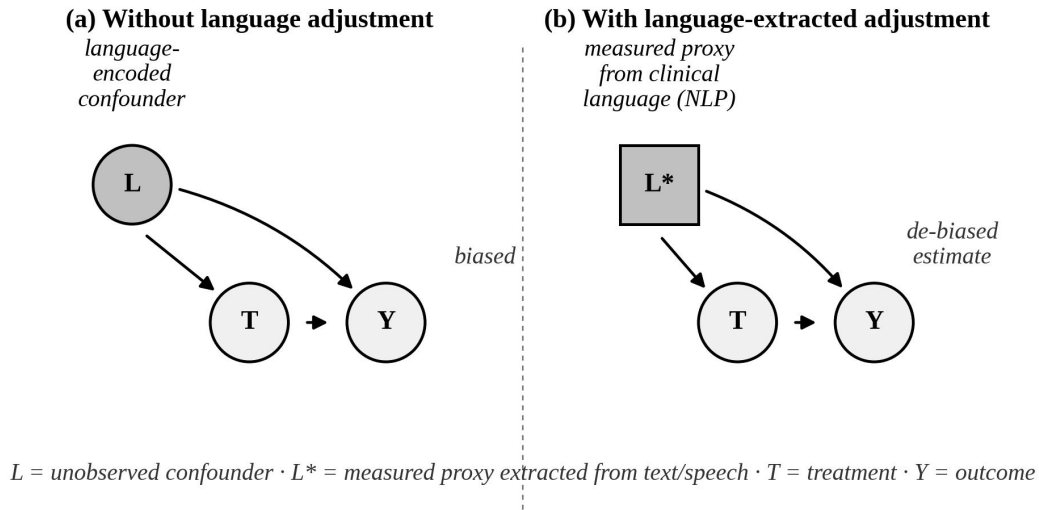 (a) Without language adjustment
language-
encoded
confounder
L
biased
T
Y
(b) With language-extracted adjustment
measured proxy
from clinical
language (NLP)
L*
de-biased
estimate
T
Y
L = unobserved confounder · L* = measured proxy extracted from text/speech · T = treatment · Y = outcome